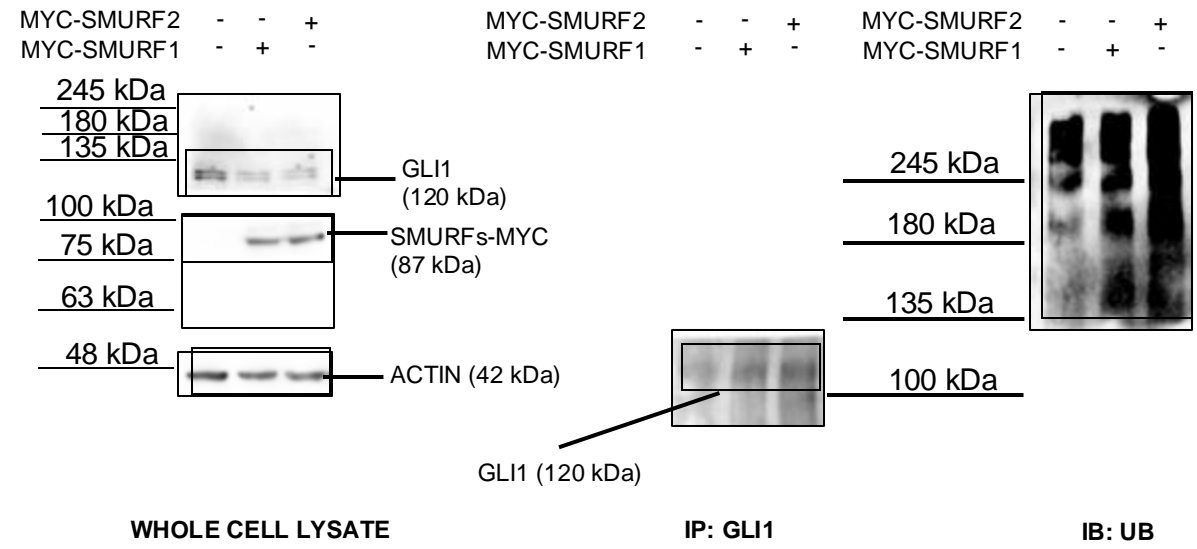 MYC-SMURF2 - - +
MYC-SMURF1 - + -
245 kDa
180 kDa
135 kDa
GLI1
(120 kDa)
100 kDa
SMURFs-MYC
(87 kDa)
75 kDa
63 kDa
48 kDa
ACTIN (42 kDa)
WHOLE CELL LYSATE
MYC-SMURF2 - - +
MYC-SMURF1 - + -
GLI1 (120 kDa)
IP: GLI1
MYC-SMURF2 - - +
MYC-SMURF1 - + -
245 kDa
180 kDa
135 kDa
100 kDa
IB: UB